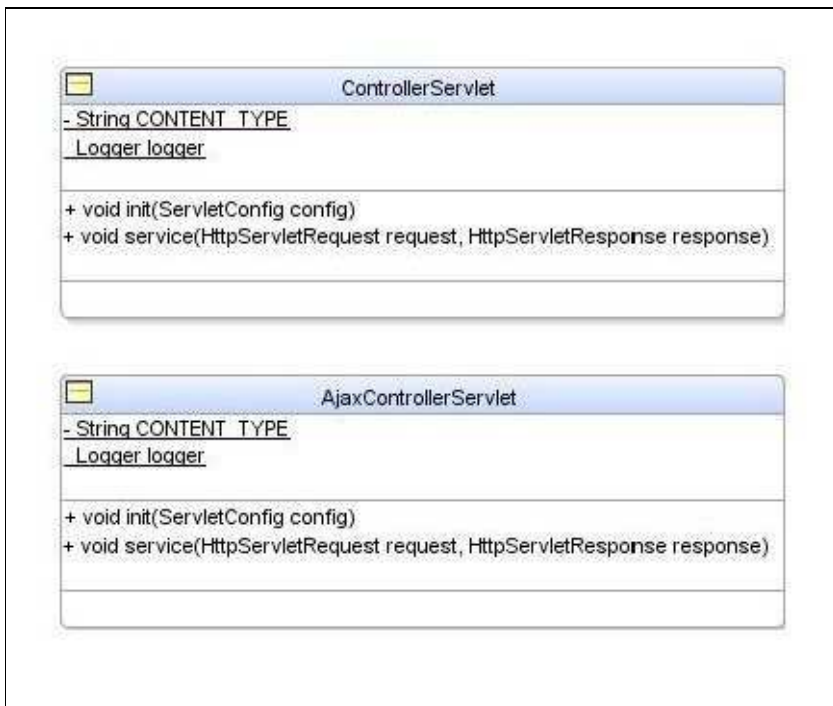 ControllerServlet
- String CONTENT_TYPE
Logger logger
+ void init(ServletConfig config)
+ void service(HttpServletRequest request, HttpServletResponse response)
AjaxControllerServlet
- String CONTENT_TYPE
Logger logger
+ void init(ServletConfig config)
+ void service(HttpServletRequest request, HttpServletResponse response)